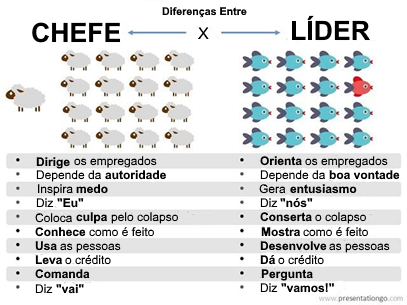 Diferenças Entre
CHEFE X LÍDER
• Dirige os empregados
• Depende da autoridade
• Inspira medo
• Diz "Eu"
• Coloca culpa pelo colapso
• Conhece como é feito
• Usa as pessoas
• Leva o crédito
• Comanda
• Diz "vai"
• Orienta os empregados
• Depende da boa vontade
• Gera entusiasmo
• Diz "nós"
• Conserta o colapso
• Mostra como é feito
• Desenvolve as pessoas
• Dá o crédito
• Pergunta
• Diz "vamos!"
www.presentationgo.com